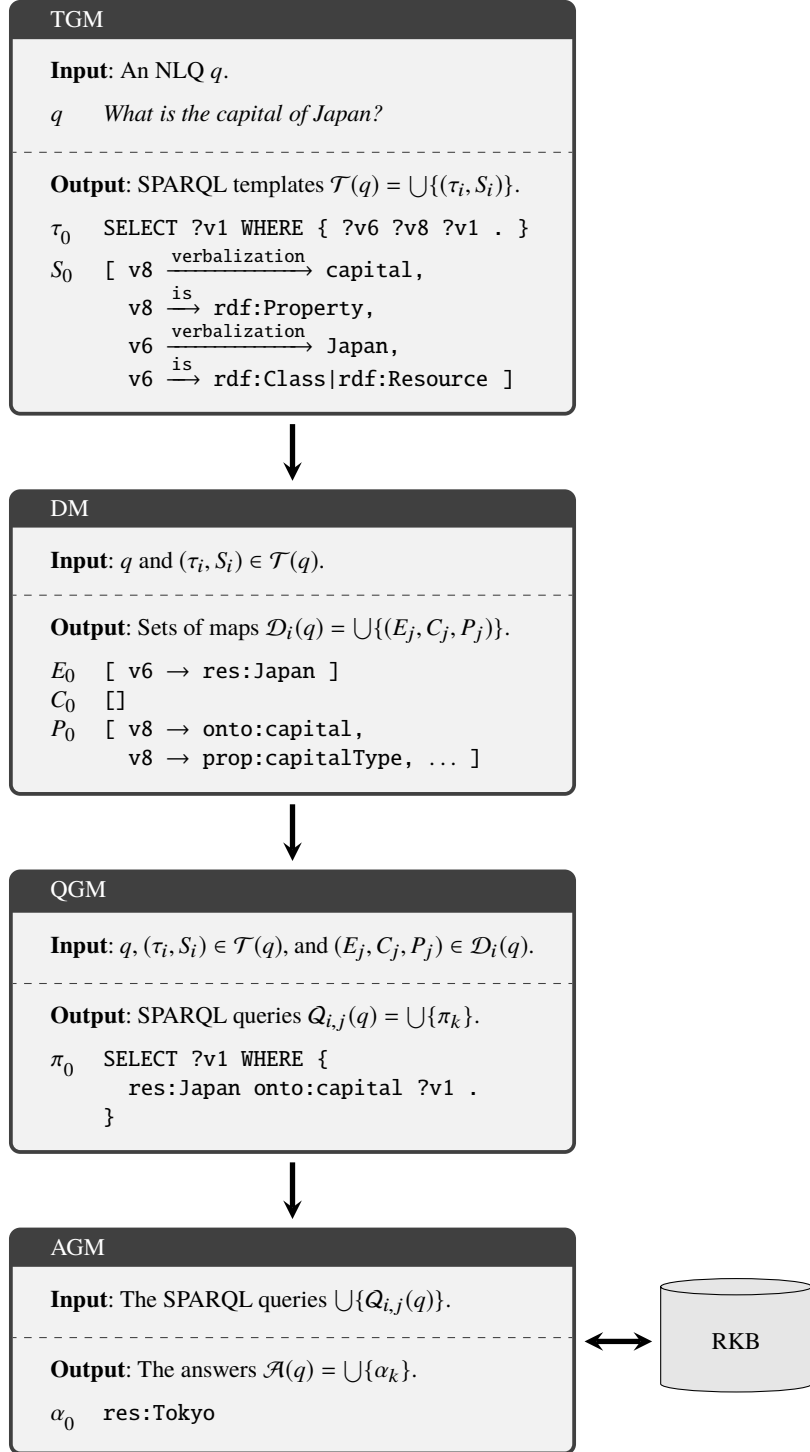 TGM
Input: An NLQ q.
q What is the capital of Japan?
Output: SPARQL templates 𝒯(q) = ⋃{(τᵢ, Sᵢ)}.
τ₀ SELECT ?v1 WHERE { ?v6 ?v8 ?v1 . }
S₀ [ v8 verbalization→ capital,
v8 is→ rdf:Property,
v6 verbalization→ Japan,
v6 is→ rdf:Class|rdf:Resource ]
DM
Input: q and (τᵢ, Sᵢ) ∈ 𝒯(q).
Output: Sets of maps 𝒟ᵢ(q) = ⋃{(Eⱼ, Cⱼ, Pⱼ)}.
E₀ [ v6 → res:Japan ]
C₀ []
P₀ [ v8 → onto:capital,
v8 → prop:capitalType, ... ]
QGM
Input: q, (τᵢ, Sᵢ) ∈ 𝒯(q), and (Eⱼ, Cⱼ, Pⱼ) ∈ 𝒟ᵢ(q).
Output: SPARQL queries 𝒬ᵢ,ⱼ(q) = ⋃{πₖ}.
π₀ SELECT ?v1 WHERE {
res:Japan onto:capital ?v1 .
}
AGM
Input: The SPARQL queries ⋃{𝒬ᵢ,ⱼ(q)}.
RKB
Output: The answers 𝒜(q) = ⋃{αₖ}.
α₀ res:Tokyo